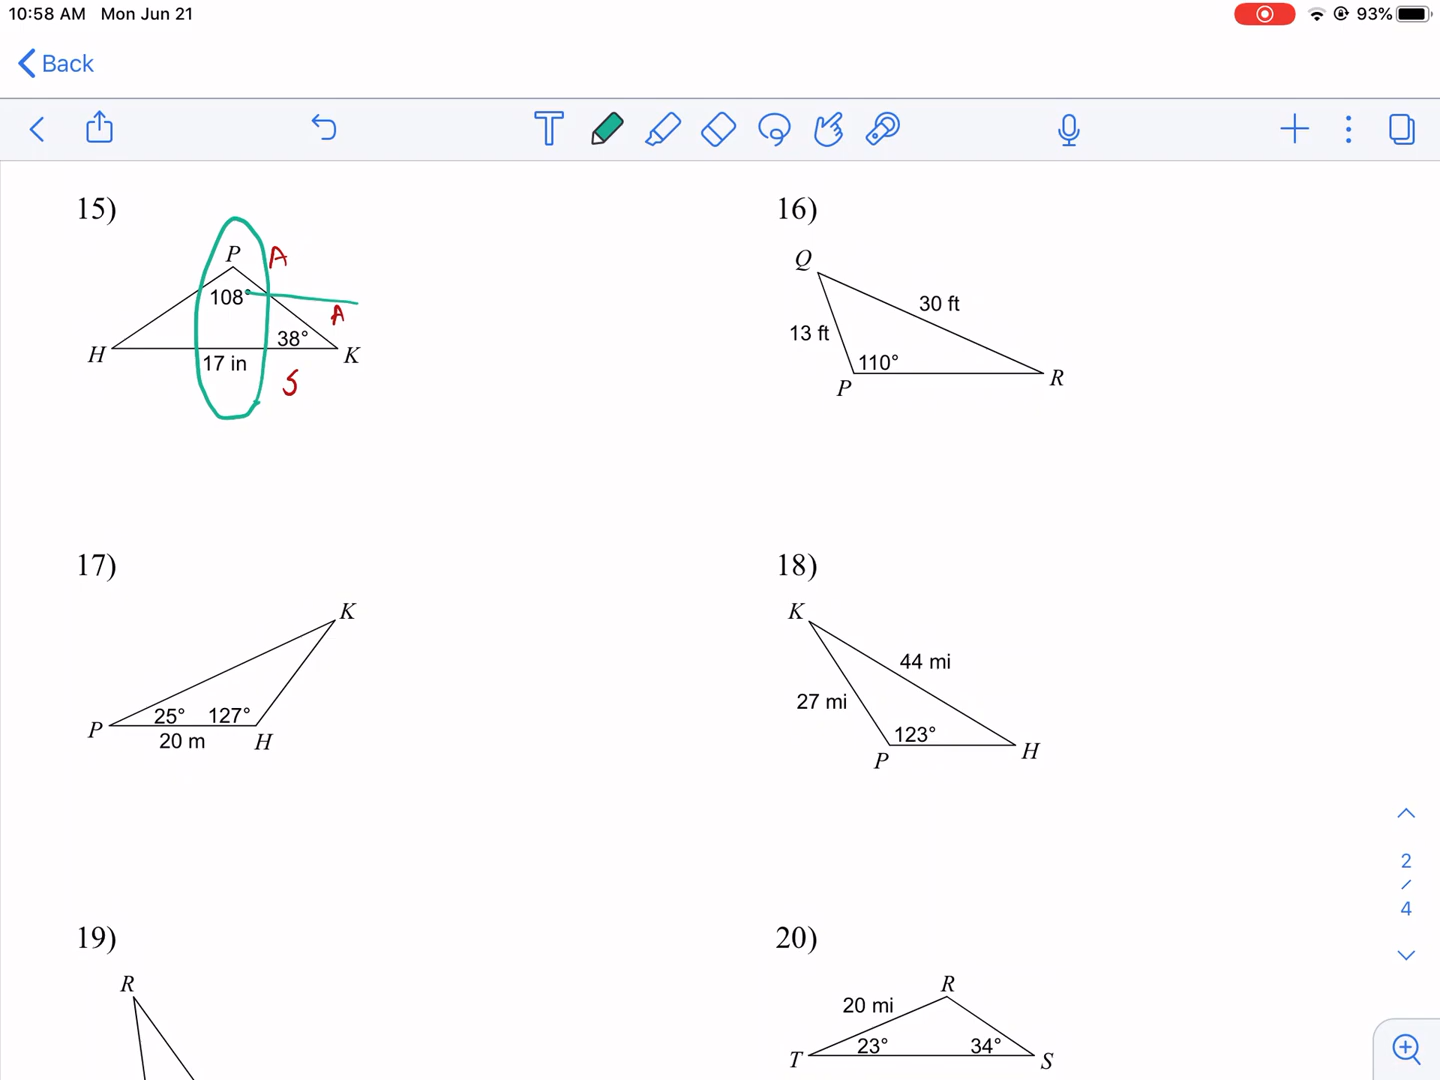 10:58 AM Mon Jun 21
93%
Back
15)
P
A
108°
A
38°
H
K
17 in
S
16)
Q
30 ft
13 ft
110°
P
R
17)
K
25°
127°
P
20 m
H
18)
K
44 mi
27 mi
123°
P
H
2
/
4
19)
R
20)
R
20 mi
23°
34°
T
S